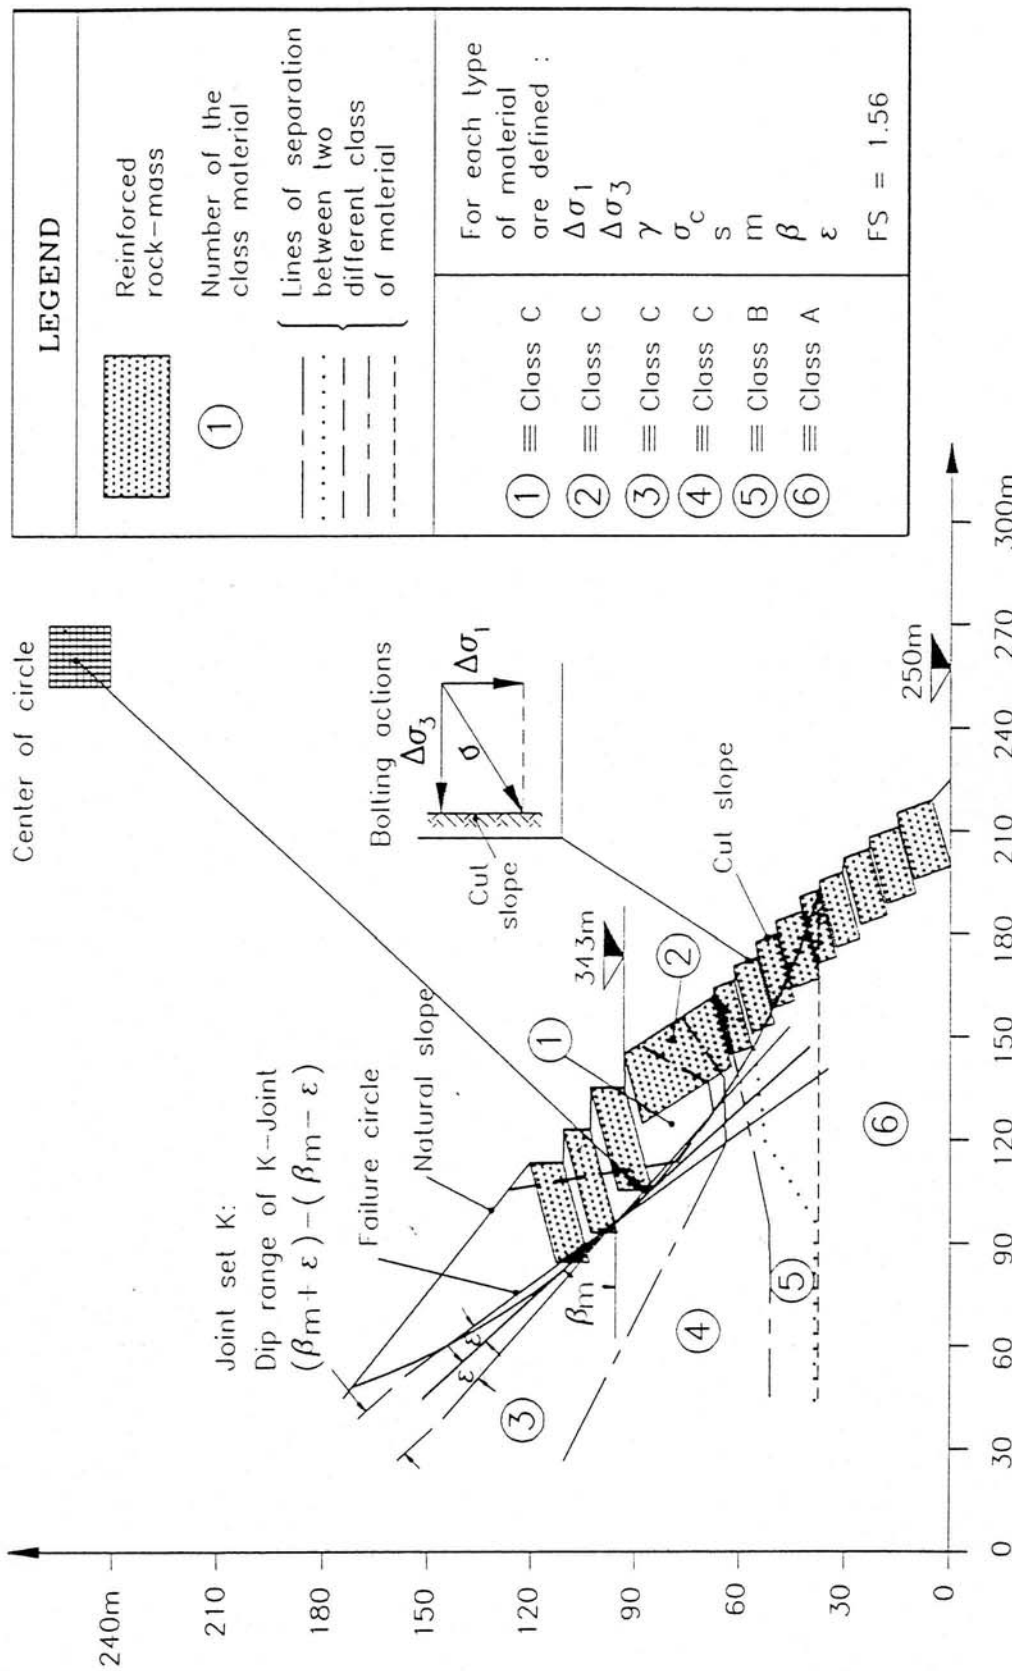 LEGEND
Reinforced
rock-mass
1
Number of the
class material
Lines of separation
between two
different class
of material
1 ≡ Class C
2 ≡ Class C
3 ≡ Class C
4 ≡ Class C
5 ≡ Class B
6 ≡ Class A
For each type
of material
are defined :
Δσ1
Δσ3
γ
σc
s
m
β
ε
FS = 1.56
Center of circle
Bolting actions
Δσ3
Δσ1
σ
Cut
slope
Joint set K:
Dip range of K-Joint
(βm+ ε)-(βm- ε)
Failure circle
Natural slope
ε
ε
βm
1
2
3
4
5
6
343m
Cut slope
250m
240m
210
180
150
120
90
60
30
0
0
30
60
90
120
150
180
210
240
270
300m